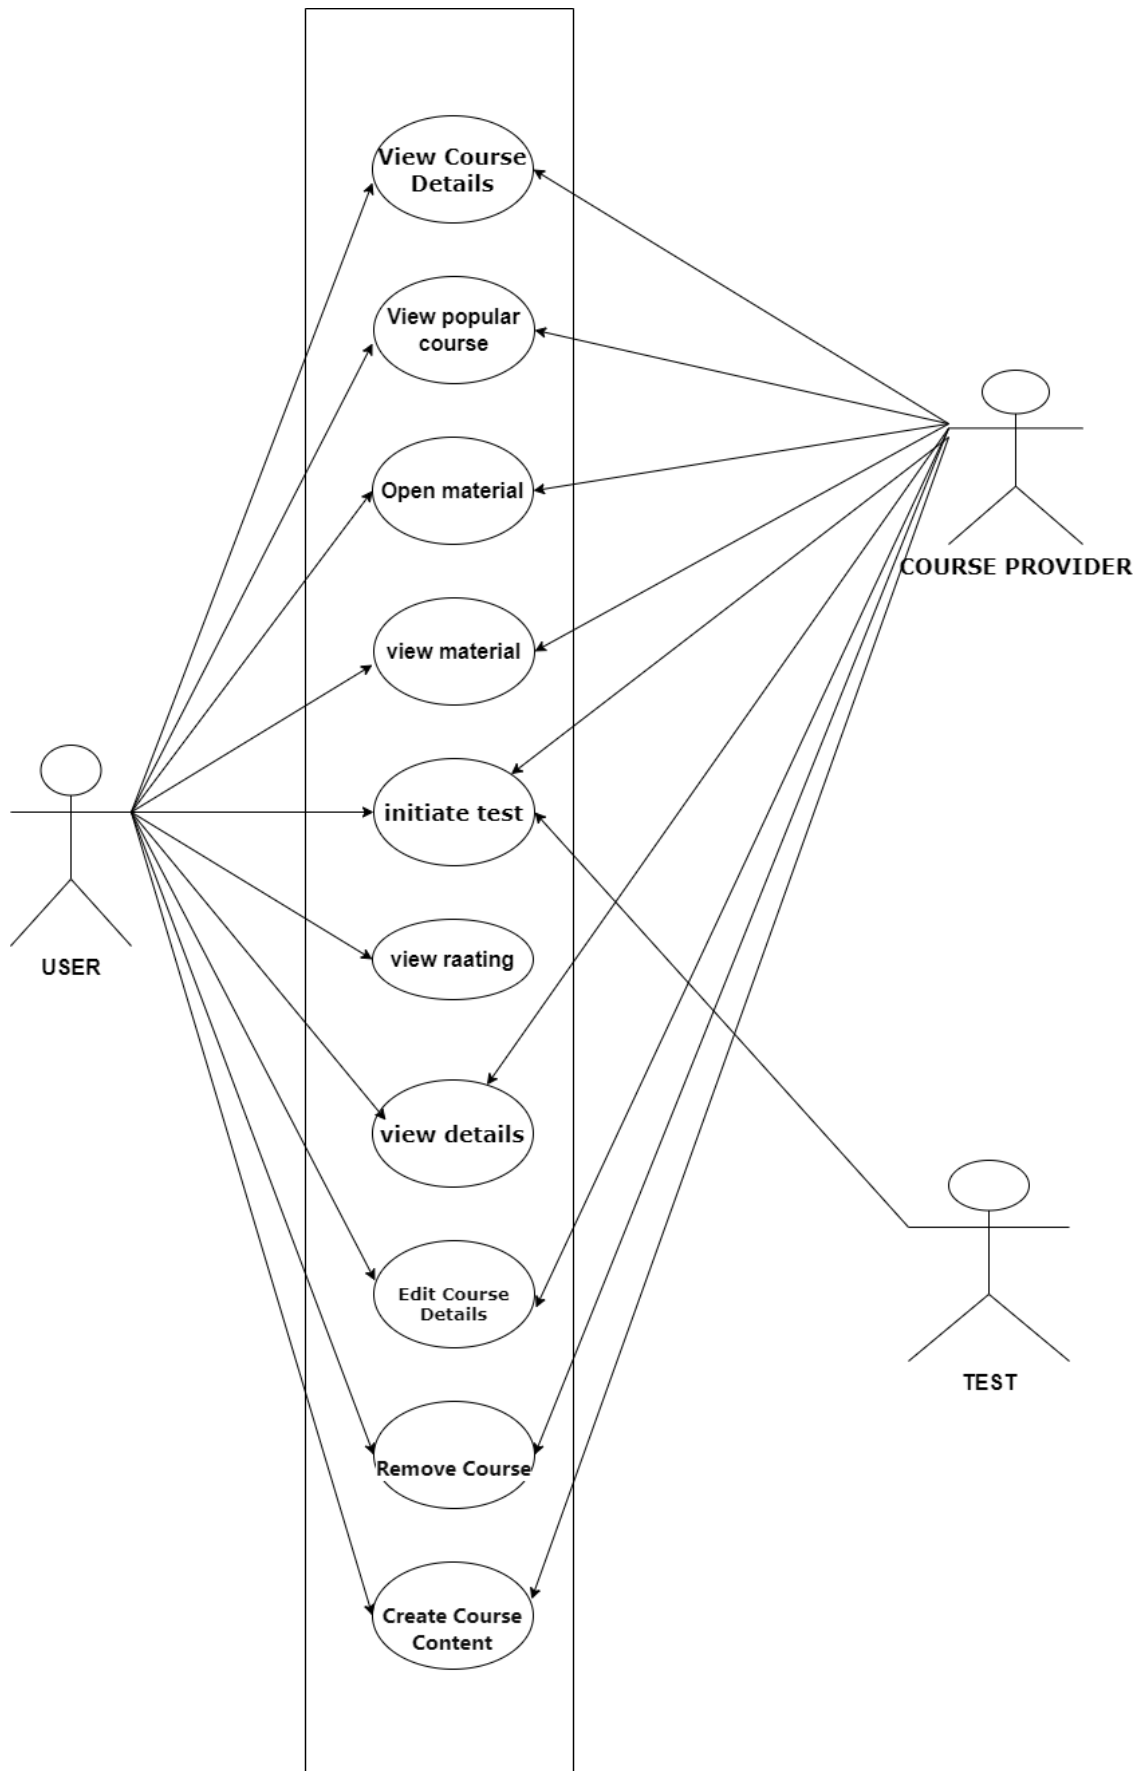 View Course
Details
View popular
course
Open material
COURSE PROVIDER
view material
initiate test
view raating
USER
view details
Edit Course
Details
TEST
Remove Course
Create Course
Content